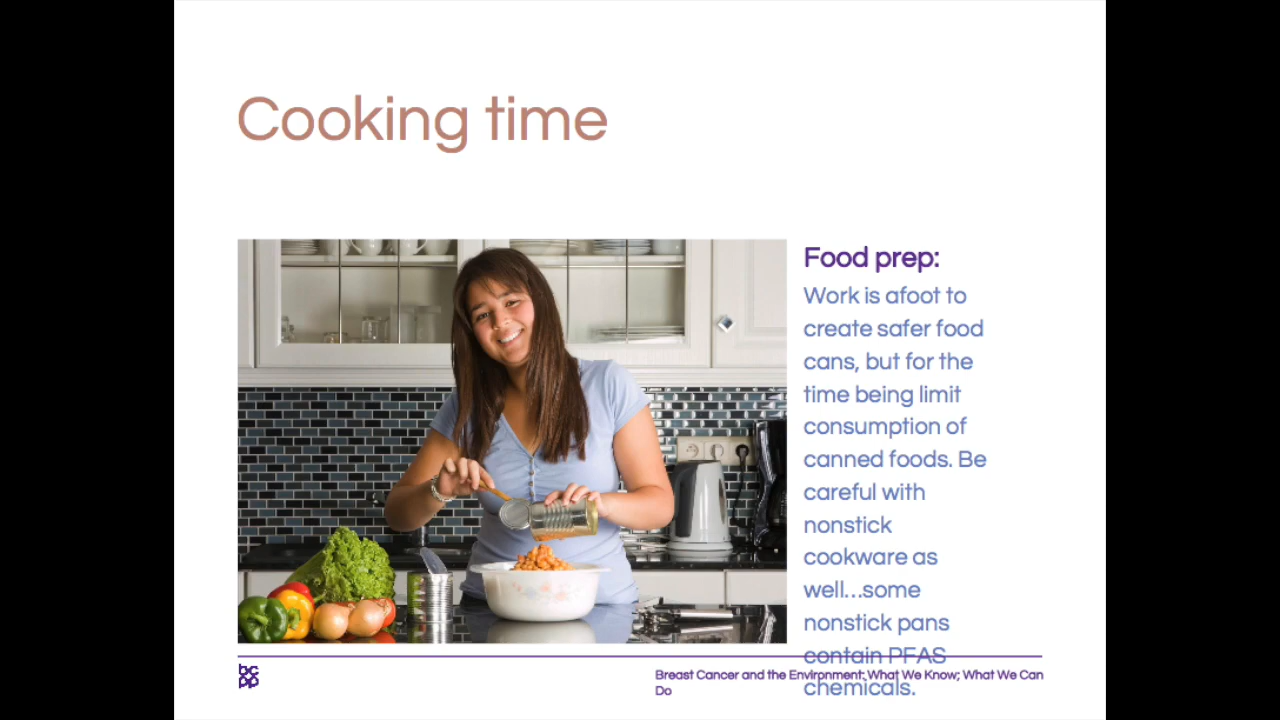 Cooking time
Food prep:
Work is afoot to
create safer food
cans, but for the
time being limit
consumption of
canned foods. Be
careful with
nonstick
cookware as
well...some
nonstick pans
contain PFAS
chemicals.
bc
pp
Breast Cancer and the Environment: What We Know; What We Can
Do